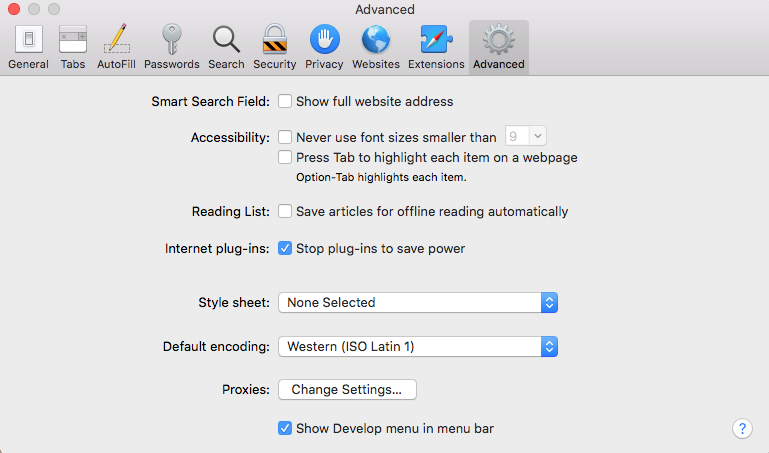 Advanced
General Tabs AutoFill Passwords Search Security Privacy Websites Extensions Advanced
Smart Search Field: Show full website address
Accessibility: Never use font sizes smaller than 9
Press Tab to highlight each item on a webpage
Option-Tab highlights each item.
Reading List: Save articles for offline reading automatically
Internet plug-ins: Stop plug-ins to save power
Style sheet: None Selected
Default encoding: Western (ISO Latin 1)
Proxies: Change Settings...
Show Develop menu in menu bar
?